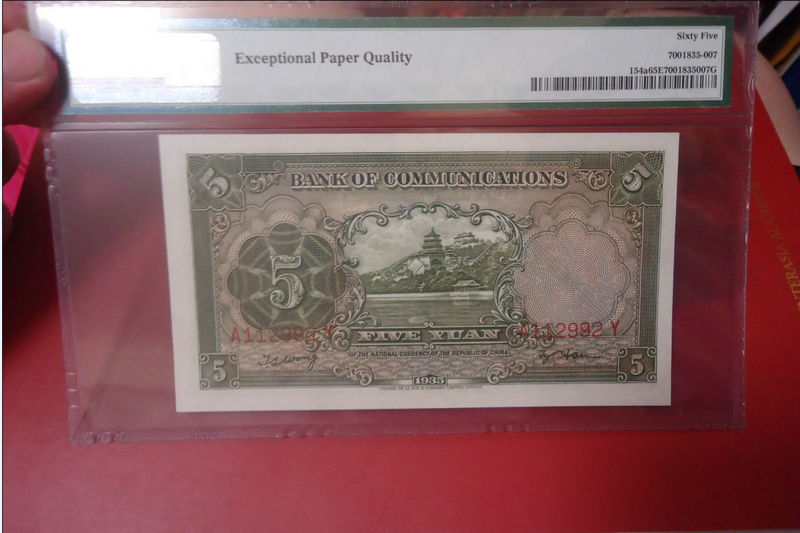 Sixty Five
Exceptional Paper Quality
7001835-007
154a65E7001835007G
5 BANK OF COMMUNICATIONS 5
5
A112992 Y FIVE YUAN A112992 Y
OF THE NATIONAL CURRENCY OF THE REPUBLIC OF CHINA
5 1935 5